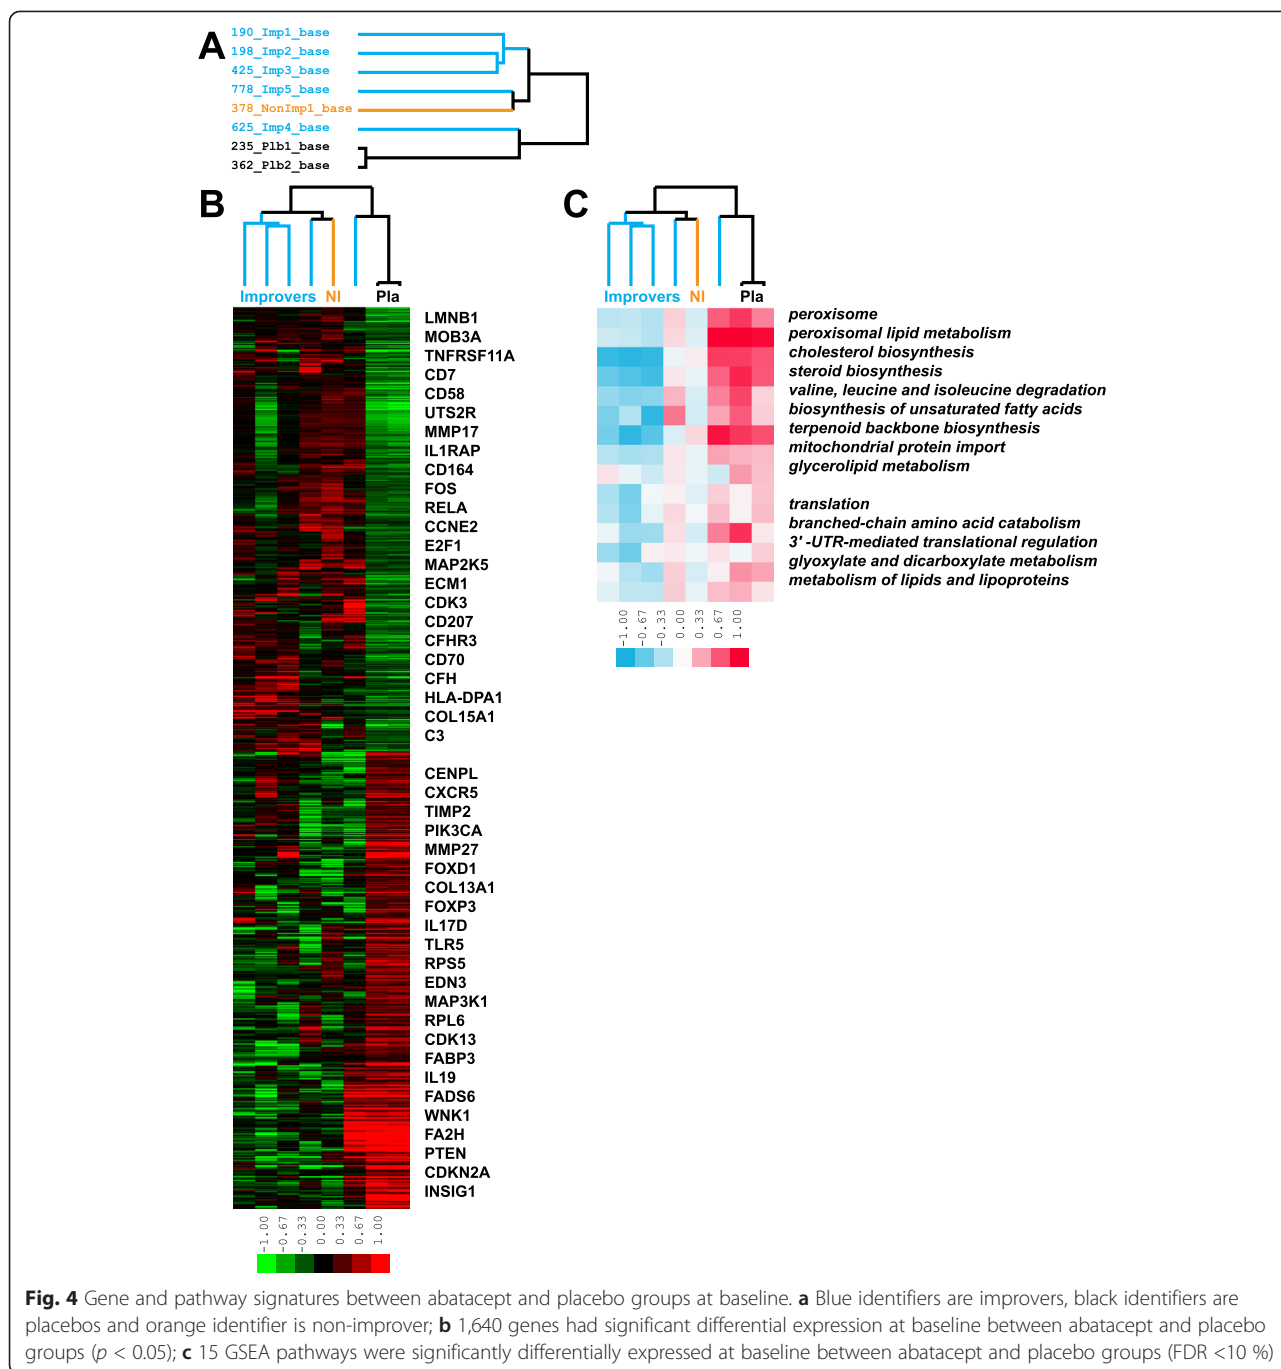 A
190_Imp1_base
198_Imp2_base
425_Imp3_base
778_Imp5_base
378_NonImp1_base
625_Imp4_base
235_Plb1_base
362_Plb2_base
B
Improvers NI Pla
LMNB1
MOB3A
TNFRSF11A
CD7
CD58
UTS2R
MMP17
IL1RAP
CD164
FOS
RELA
CCNE2
E2F1
MAP2K5
ECM1
CDK3
CD207
CFHR3
CD70
CFH
HLA-DPA1
COL15A1
C3
CENPL
CXCR5
TIMP2
PIK3CA
MMP27
FOXD1
COL13A1
FOXP3
IL17D
TLR5
RPS5
EDN3
MAP3K1
RPL6
CDK13
FABP3
IL19
FADS6
WNK1
FA2H
PTEN
CDKN2A
INSIG1
-1.00 -0.67 -0.33 0.00 0.33 0.67 1.00
C
Improvers NI Pla
peroxisome
peroxisomal lipid metabolism
cholesterol biosynthesis
steroid biosynthesis
valine, leucine and isoleucine degradation
biosynthesis of unsaturated fatty acids
terpenoid backbone biosynthesis
mitochondrial protein import
glycerolipid metabolism
translation
branched-chain amino acid catabolism
3' -UTR-mediated translational regulation
glyoxylate and dicarboxylate metabolism
metabolism of lipids and lipoproteins
-1.00 -0.67 -0.33 0.00 0.33 0.67 1.00
Fig. 4 Gene and pathway signatures between abatacept and placebo groups at baseline. a Blue identifiers are improvers, black identifiers are
placebos and orange identifier is non-improver; b 1,640 genes had significant differential expression at baseline between abatacept and placebo
groups (p < 0.05); c 15 GSEA pathways were significantly differentially expressed at baseline between abatacept and placebo groups (FDR <10 %)